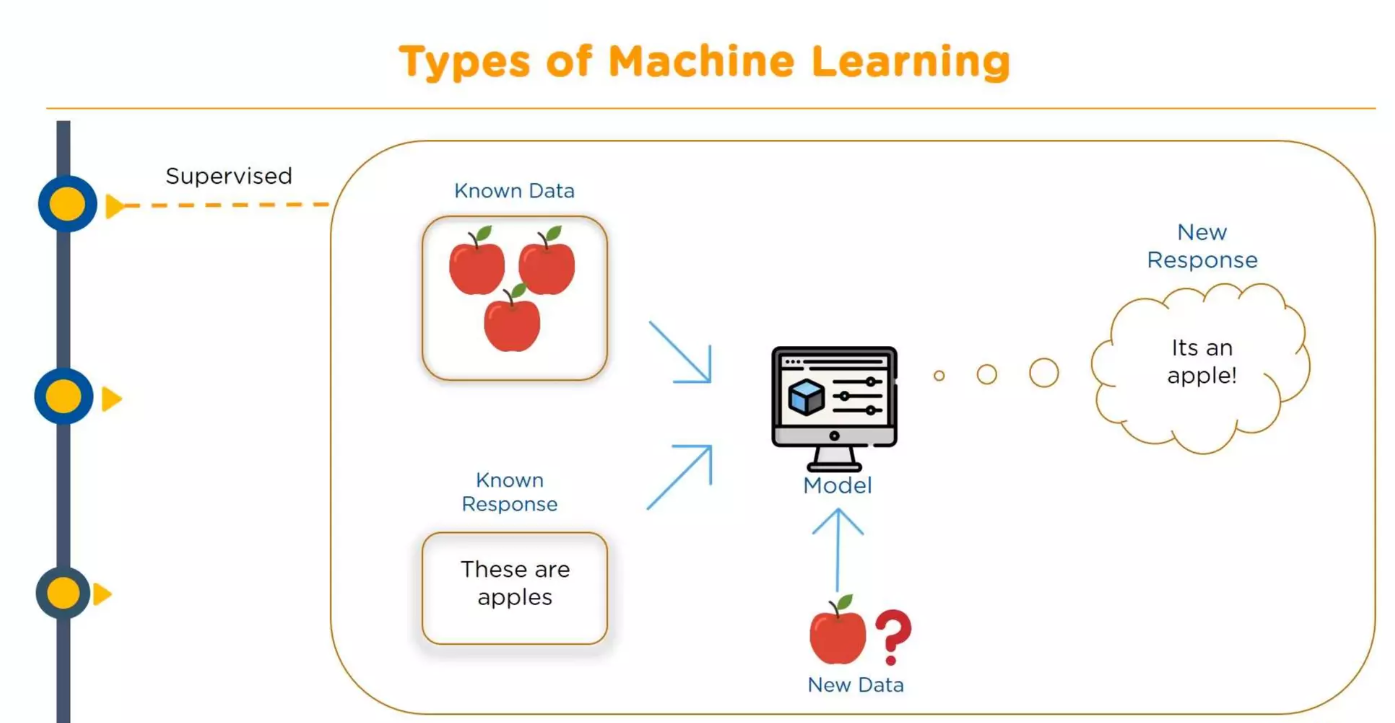 Types of Machine Learning
Supervised
Known Data
Known
Response
These are
apples
Model
New Data
New
Response
Its an
apple!